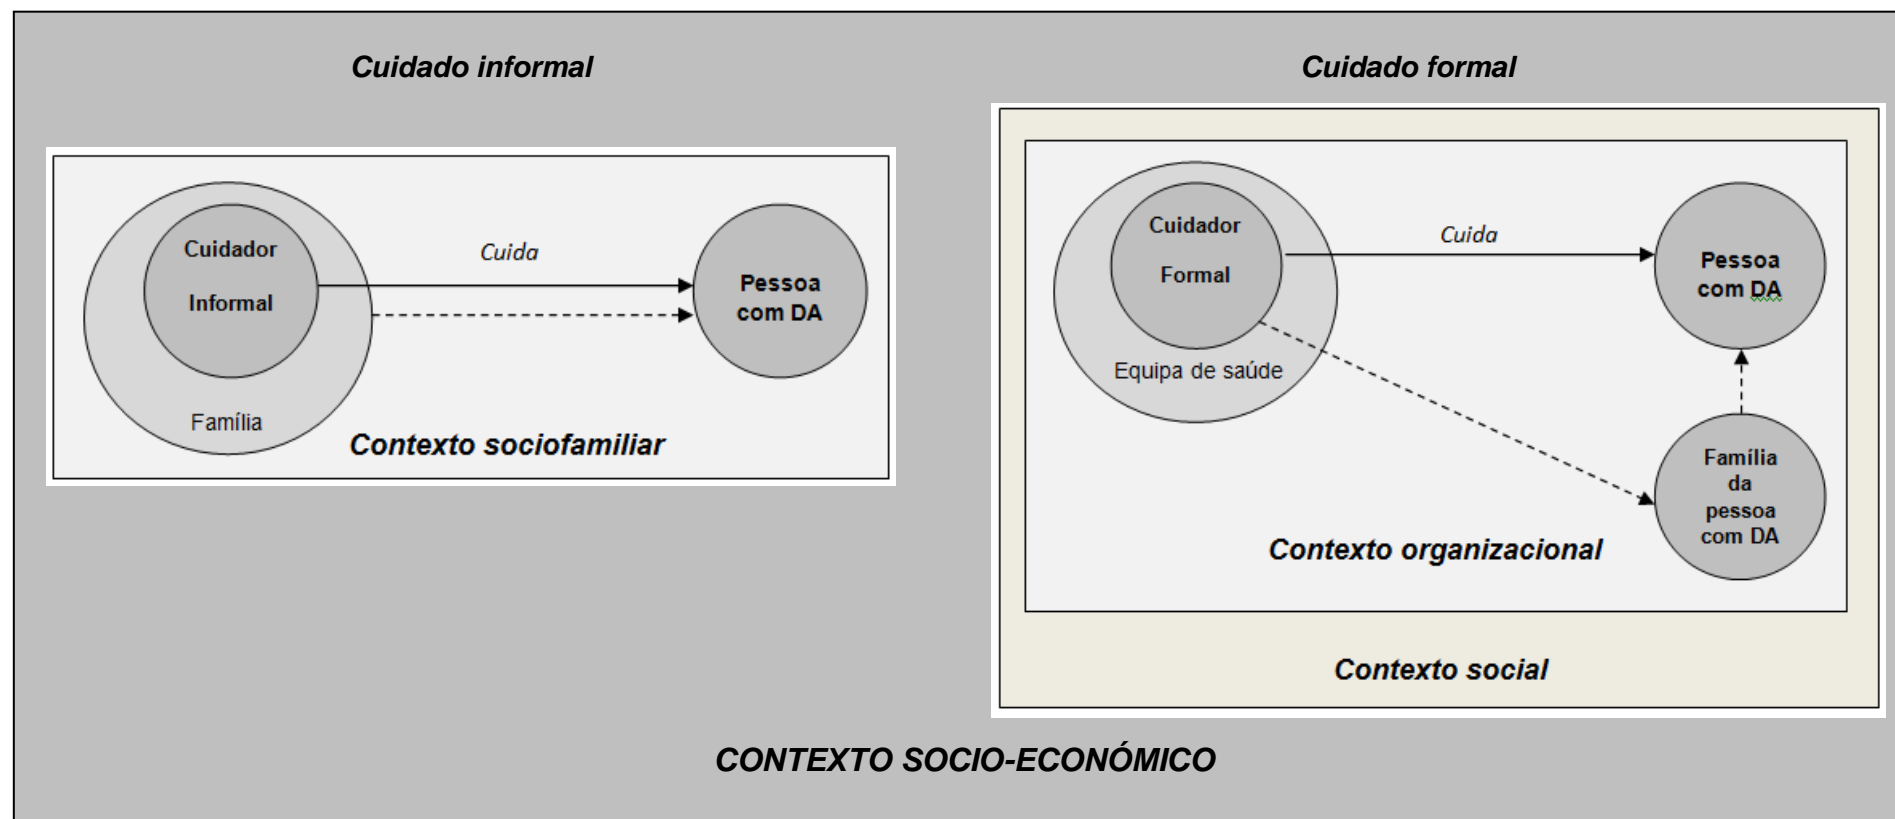 Cuidado informal
Cuidador
Informal
Família
Cuida
Pessoa
com DA
Contexto sociofamiliar
Cuidado formal
Cuidador
Formal
Equipa de saúde
Cuida
Pessoa
com DA
Família
da
pessoa
com DA
Contexto organizacional
Contexto social
CONTEXTO SOCIO-ECONÓMICO